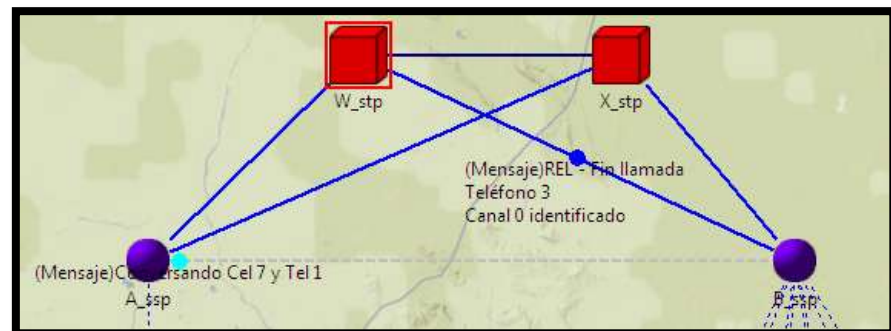 W_stp
X_stp
(Mensaje)REL - Fin llamada
Teléfono 3
Canal 0 identificado
(Mensaje)Conversando Cel 7 y Tel 1
A_ssp
B_ssp